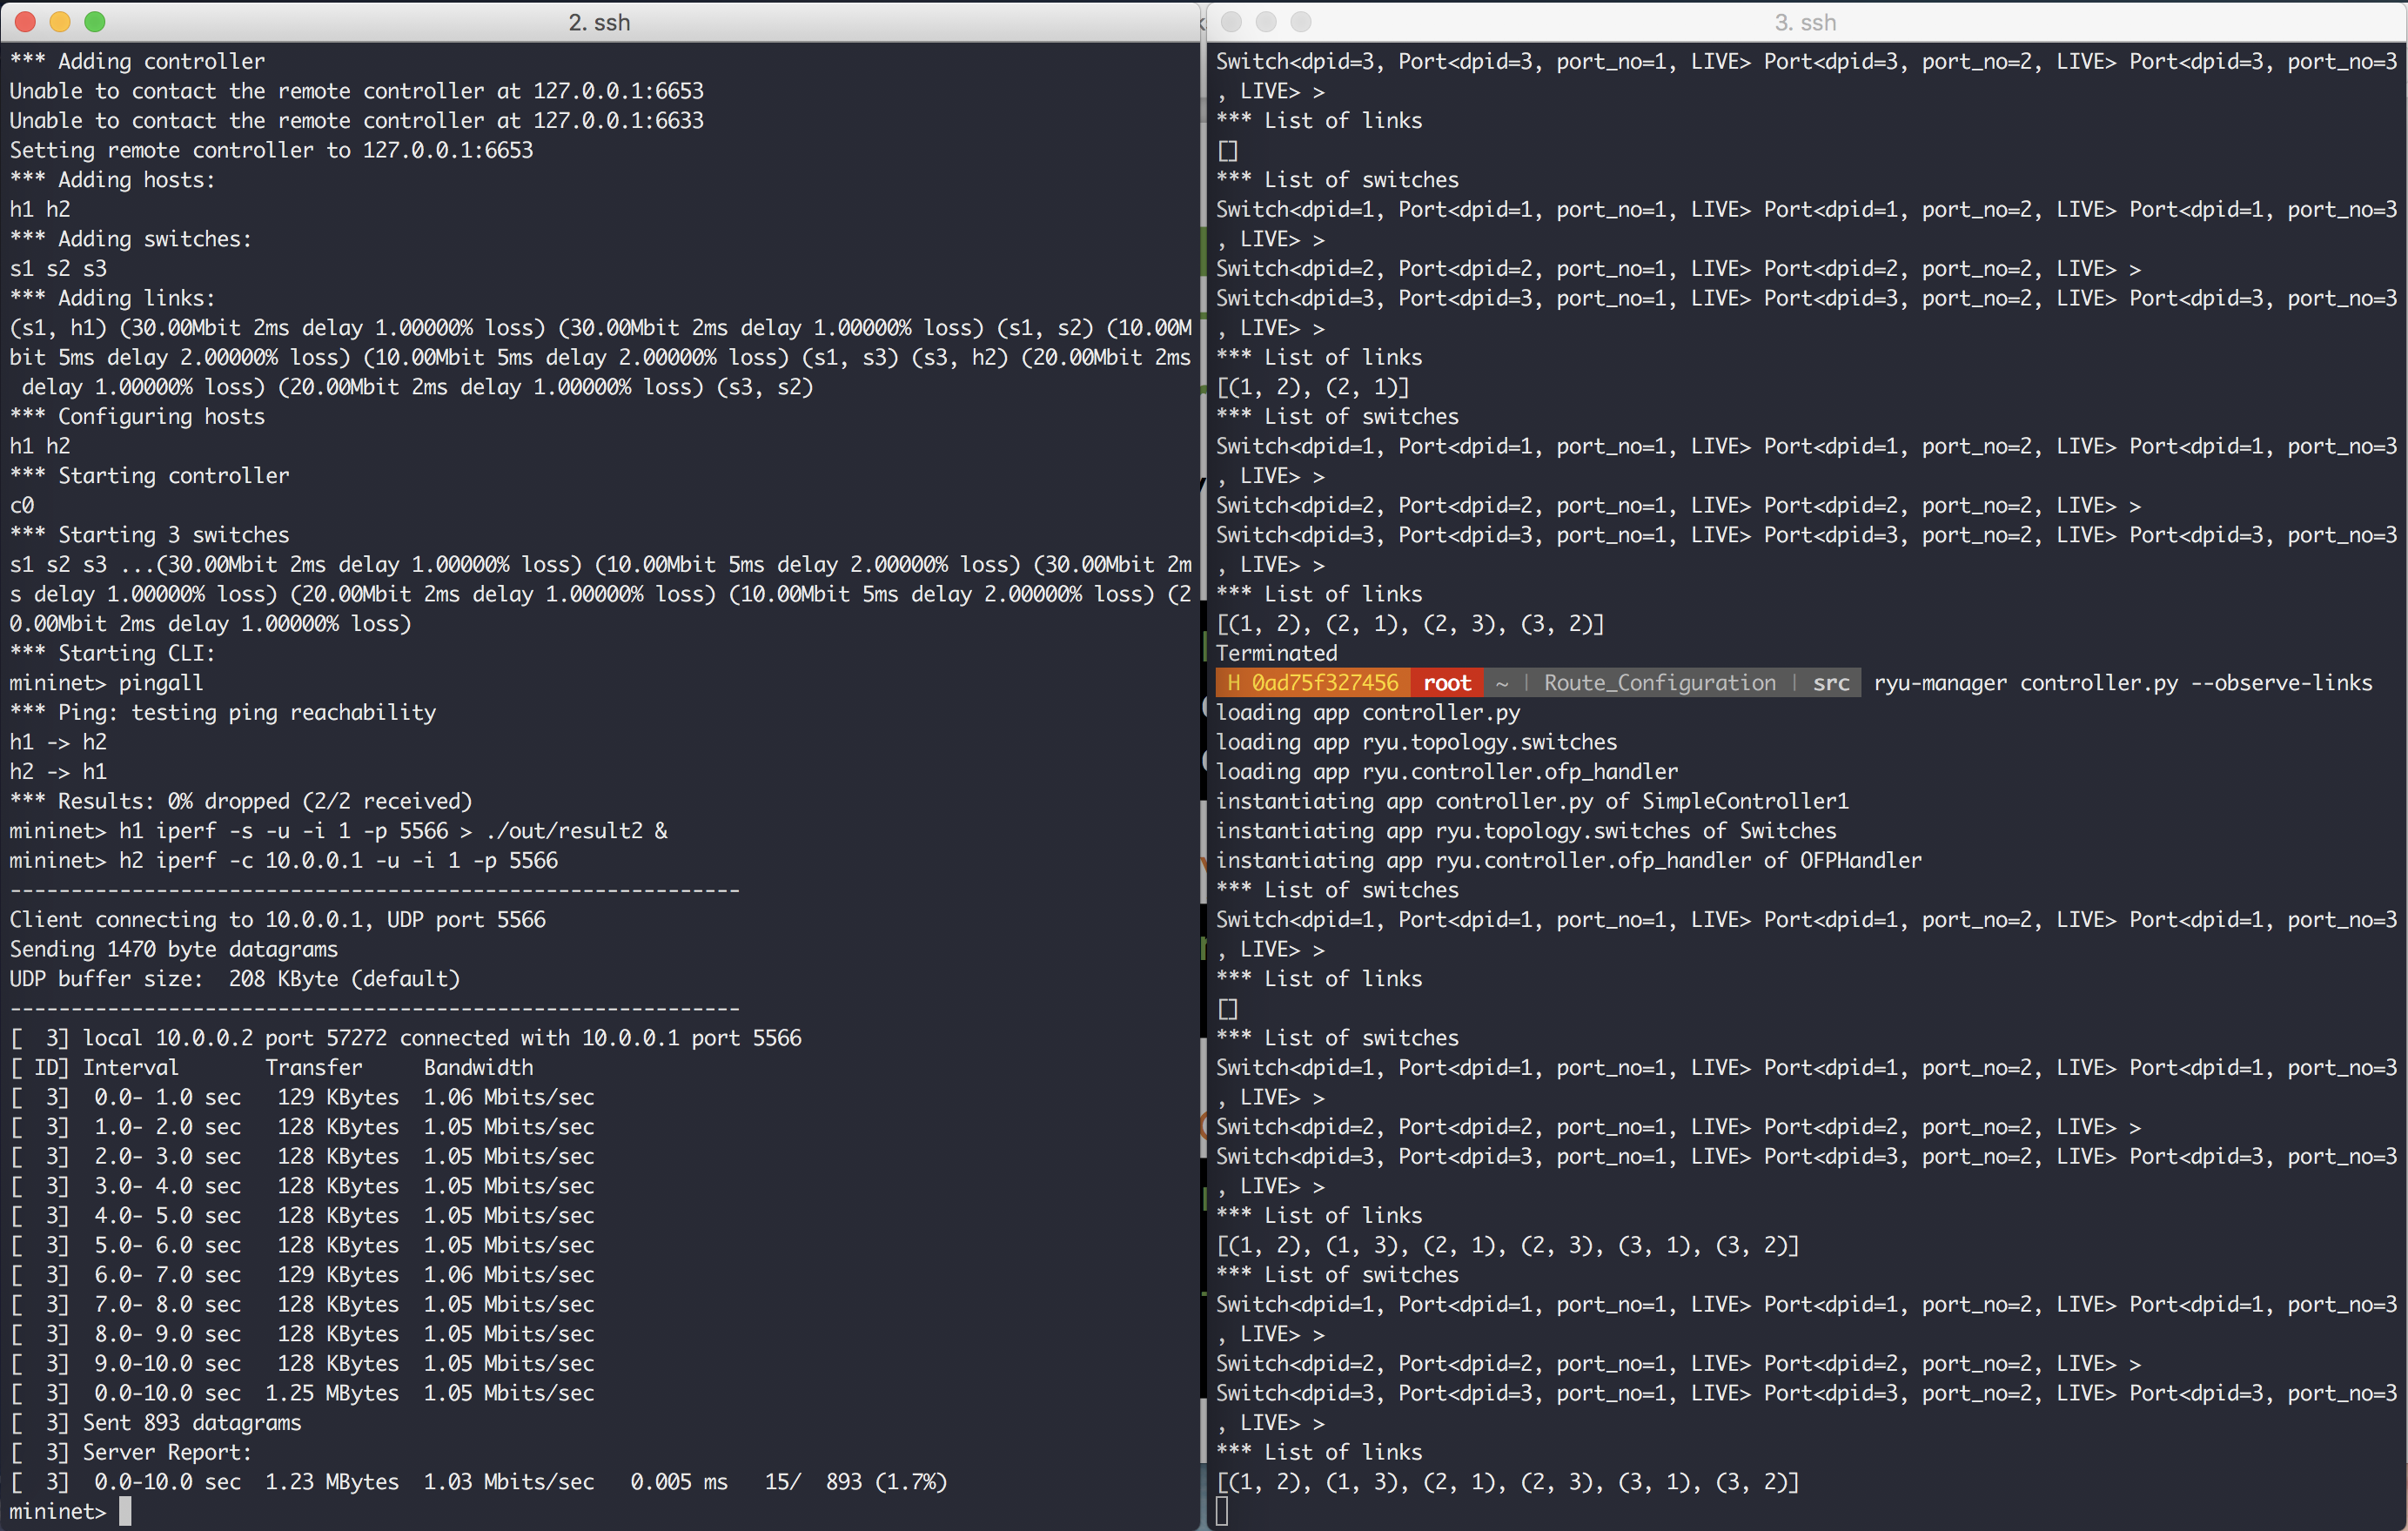 2. ssh
*** Adding controller
Unable to contact the remote controller at 127.0.0.1:6653
Unable to contact the remote controller at 127.0.0.1:6633
Setting remote controller to 127.0.0.1:6653
*** Adding hosts:
h1 h2
*** Adding switches:
s1 s2 s3
*** Adding links:
(s1, h1) (30.00Mbit 2ms delay 1.00000% loss) (30.00Mbit 2ms delay 1.00000% loss) (s1, s2) (10.00M
bit 5ms delay 2.00000% loss) (10.00Mbit 5ms delay 2.00000% loss) (s1, s3) (s3, h2) (20.00Mbit 2ms
 delay 1.00000% loss) (20.00Mbit 2ms delay 1.00000% loss) (s3, s2)
*** Configuring hosts
h1 h2
*** Starting controller
c0
*** Starting 3 switches
s1 s2 s3 ...(30.00Mbit 2ms delay 1.00000% loss) (10.00Mbit 5ms delay 2.00000% loss) (30.00Mbit 2m
s delay 1.00000% loss) (20.00Mbit 2ms delay 1.00000% loss) (10.00Mbit 5ms delay 2.00000% loss) (2
0.00Mbit 2ms delay 1.00000% loss)
*** Starting CLI:
mininet> pingall
*** Ping: testing ping reachability
h1 -> h2
h2 -> h1
*** Results: 0% dropped (2/2 received)
mininet> h1 iperf -s -u -i 1 -p 5566 > ./out/result2 &
mininet> h2 iperf -c 10.0.0.1 -u -i 1 -p 5566
------------------------------------------------------------
Client connecting to 10.0.0.1, UDP port 5566
Sending 1470 byte datagrams
UDP buffer size:  208 KByte (default)
------------------------------------------------------------
[  3] local 10.0.0.2 port 57272 connected with 10.0.0.1 port 5566
[ ID] Interval       Transfer     Bandwidth
[  3]  0.0- 1.0 sec   129 KBytes  1.06 Mbits/sec
[  3]  1.0- 2.0 sec   128 KBytes  1.05 Mbits/sec
[  3]  2.0- 3.0 sec   128 KBytes  1.05 Mbits/sec
[  3]  3.0- 4.0 sec   128 KBytes  1.05 Mbits/sec
[  3]  4.0- 5.0 sec   128 KBytes  1.05 Mbits/sec
[  3]  5.0- 6.0 sec   128 KBytes  1.05 Mbits/sec
[  3]  6.0- 7.0 sec   129 KBytes  1.06 Mbits/sec
[  3]  7.0- 8.0 sec   128 KBytes  1.05 Mbits/sec
[  3]  8.0- 9.0 sec   128 KBytes  1.05 Mbits/sec
[  3]  9.0-10.0 sec   128 KBytes  1.05 Mbits/sec
[  3]  0.0-10.0 sec  1.25 MBytes  1.05 Mbits/sec
[  3] Sent 893 datagrams
[  3] Server Report:
[  3]  0.0-10.0 sec  1.23 MBytes  1.03 Mbits/sec   0.005 ms   15/  893 (1.7%)
mininet>
3. ssh
Switch<dpid=3, Port<dpid=3, port_no=1, LIVE> Port<dpid=3, port_no=2, LIVE> Port<dpid=3, port_no=3
, LIVE> >
*** List of links
[]
*** List of switches
Switch<dpid=1, Port<dpid=1, port_no=1, LIVE> Port<dpid=1, port_no=2, LIVE> Port<dpid=1, port_no=3
, LIVE> >
Switch<dpid=2, Port<dpid=2, port_no=1, LIVE> Port<dpid=2, port_no=2, LIVE> >
Switch<dpid=3, Port<dpid=3, port_no=1, LIVE> Port<dpid=3, port_no=2, LIVE> Port<dpid=3, port_no=3
, LIVE> >
*** List of links
[(1, 2), (2, 1)]
*** List of switches
Switch<dpid=1, Port<dpid=1, port_no=1, LIVE> Port<dpid=1, port_no=2, LIVE> Port<dpid=1, port_no=3
, LIVE> >
Switch<dpid=2, Port<dpid=2, port_no=1, LIVE> Port<dpid=2, port_no=2, LIVE> >
Switch<dpid=3, Port<dpid=3, port_no=1, LIVE> Port<dpid=3, port_no=2, LIVE> Port<dpid=3, port_no=3
, LIVE> >
*** List of links
[(1, 2), (2, 1), (2, 3), (3, 2)]
Terminated
H 0ad75f327456 root ~ | Route_Configuration | src ryu-manager controller.py --observe-links
loading app controller.py
loading app ryu.topology.switches
loading app ryu.controller.ofp_handler
instantiating app controller.py of SimpleController1
instantiating app ryu.topology.switches of Switches
instantiating app ryu.controller.ofp_handler of OFPHandler
*** List of switches
Switch<dpid=1, Port<dpid=1, port_no=1, LIVE> Port<dpid=1, port_no=2, LIVE> Port<dpid=1, port_no=3
, LIVE> >
*** List of links
[]
*** List of switches
Switch<dpid=1, Port<dpid=1, port_no=1, LIVE> Port<dpid=1, port_no=2, LIVE> Port<dpid=1, port_no=3
, LIVE> >
Switch<dpid=2, Port<dpid=2, port_no=1, LIVE> Port<dpid=2, port_no=2, LIVE> >
Switch<dpid=3, Port<dpid=3, port_no=1, LIVE> Port<dpid=3, port_no=2, LIVE> Port<dpid=3, port_no=3
, LIVE> >
*** List of links
[(1, 2), (1, 3), (2, 1), (2, 3), (3, 1), (3, 2)]
*** List of switches
Switch<dpid=1, Port<dpid=1, port_no=1, LIVE> Port<dpid=1, port_no=2, LIVE> Port<dpid=1, port_no=3
, LIVE> >
Switch<dpid=2, Port<dpid=2, port_no=1, LIVE> Port<dpid=2, port_no=2, LIVE> >
Switch<dpid=3, Port<dpid=3, port_no=1, LIVE> Port<dpid=3, port_no=2, LIVE> Port<dpid=3, port_no=3
, LIVE> >
*** List of links
[(1, 2), (1, 3), (2, 1), (2, 3), (3, 1), (3, 2)]